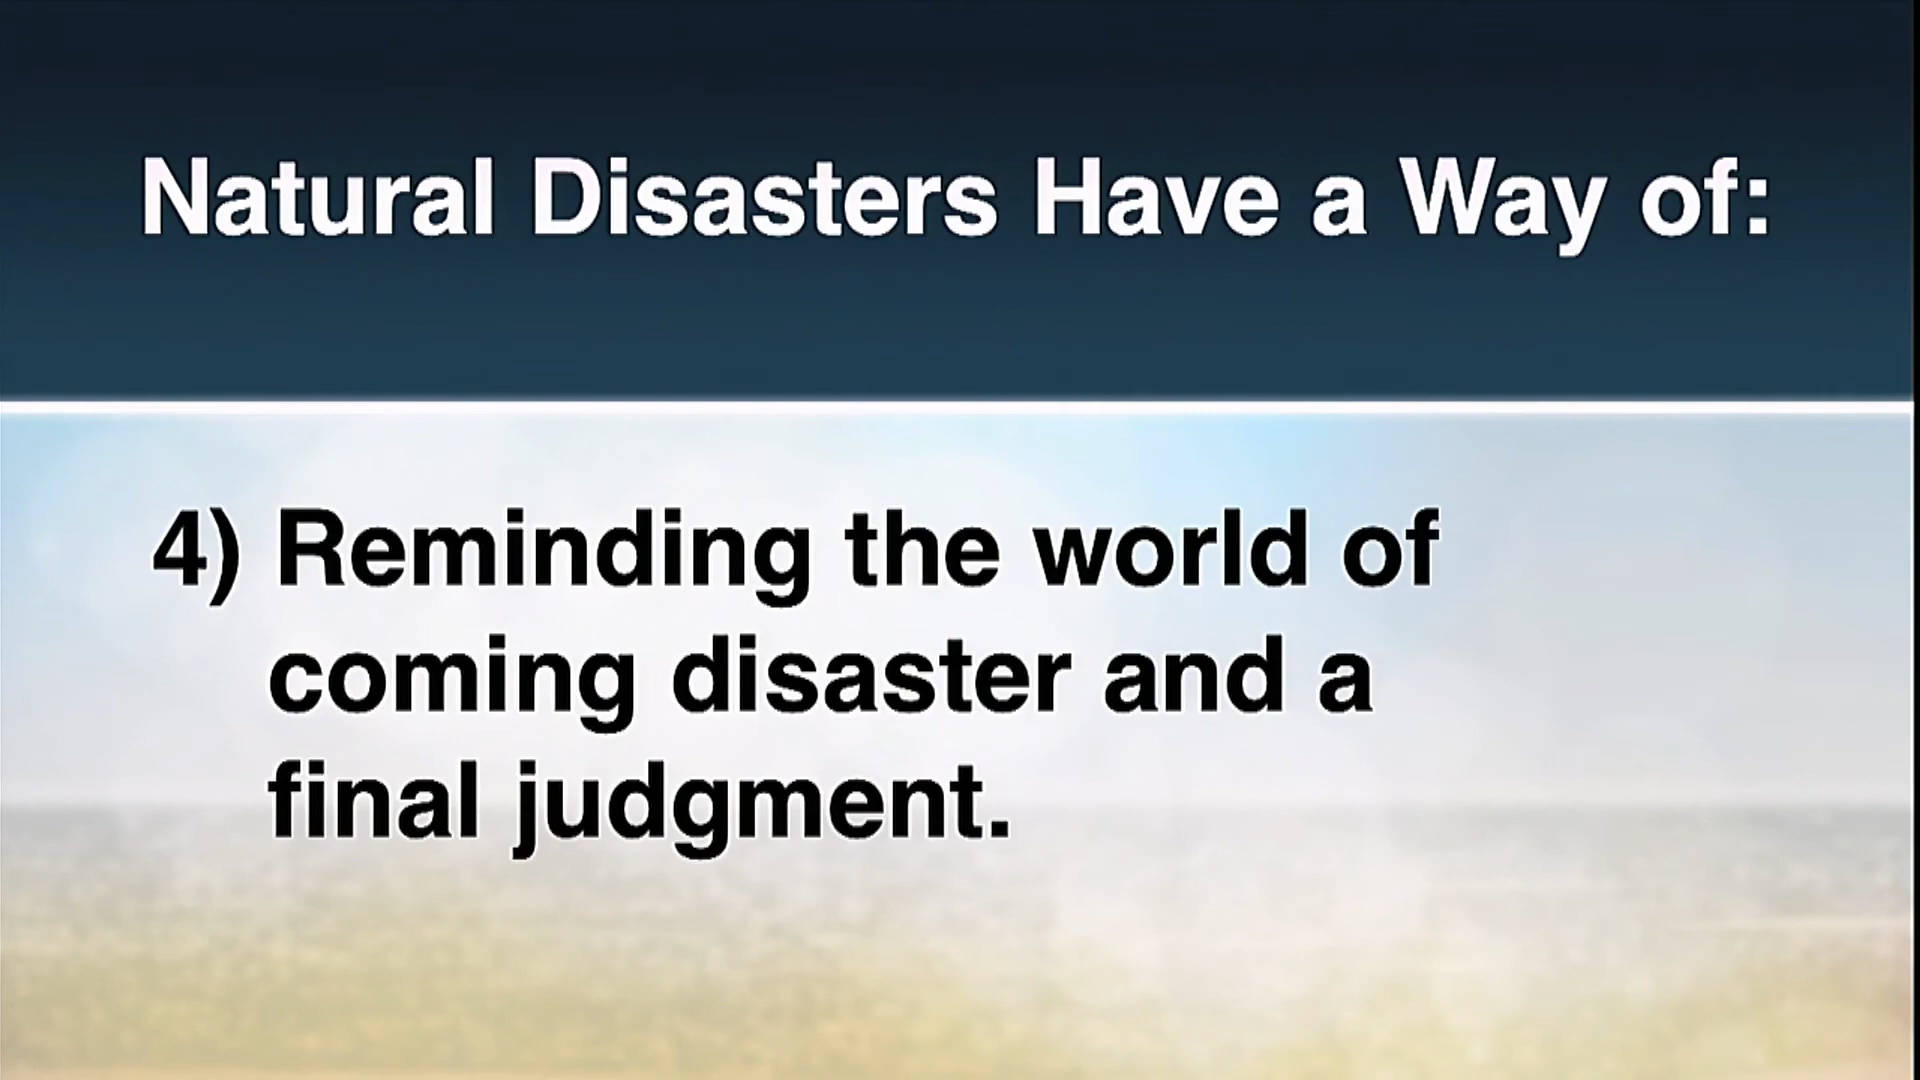 Natural Disasters Have a Way of:
4) Reminding the world of
coming disaster and a
final judgment.